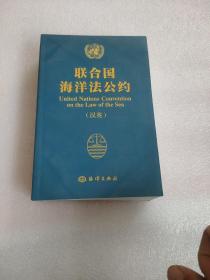 联合国
海洋法公约
United Nations Convention
on the Law of the Sea
(汉英)
海洋出版社